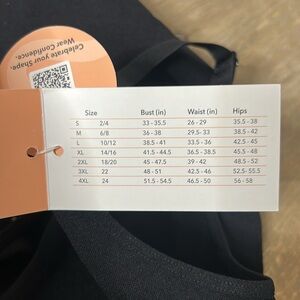 Celebrate your Shape.
Wear Confidence.
Size Bust (in) Waist (in) Hips
S 2/4 33 - 35.5 26 - 29 35.5 - 38
M 6/8 36 - 38 29.5- 33 38.5 - 42
L 10/12 38.5 - 41 33.5 - 36 42.5 - 45
XL 14/16 41.5 - 44.5 36.5 - 38.5 45.5 - 48
2XL 18/20 45 - 47.5 39 - 42 48.5 - 52
3XL 22 48 - 51 42.5 - 46 52.5 - 55.5
4XL 24 51.5 - 54.5 46.5 - 50 56 - 58